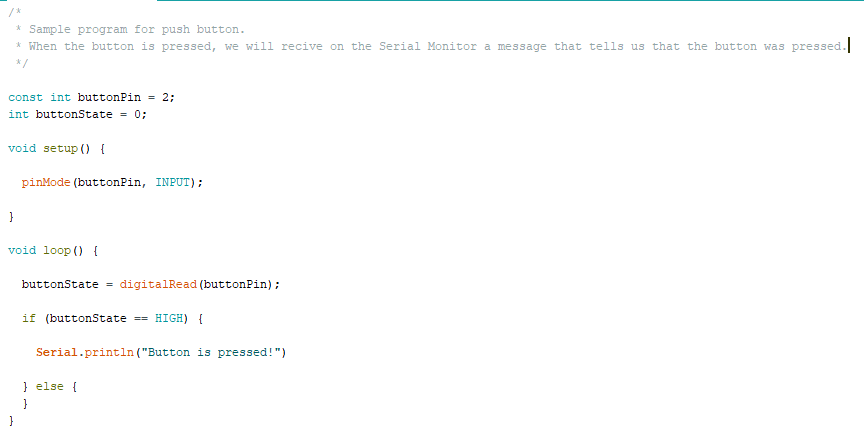 /*
 * Sample program for push button.
 * When the button is pressed, we will recive on the Serial Monitor a message that tells us that the button was pressed.
 */
const int buttonPin = 2;
int buttonState = 0;
void setup() {
  pinMode(buttonPin, INPUT);
}
void loop() {
  buttonState = digitalRead(buttonPin);
  if (buttonState == HIGH) {
    Serial.println("Button is pressed!")
  } else {
  }
}